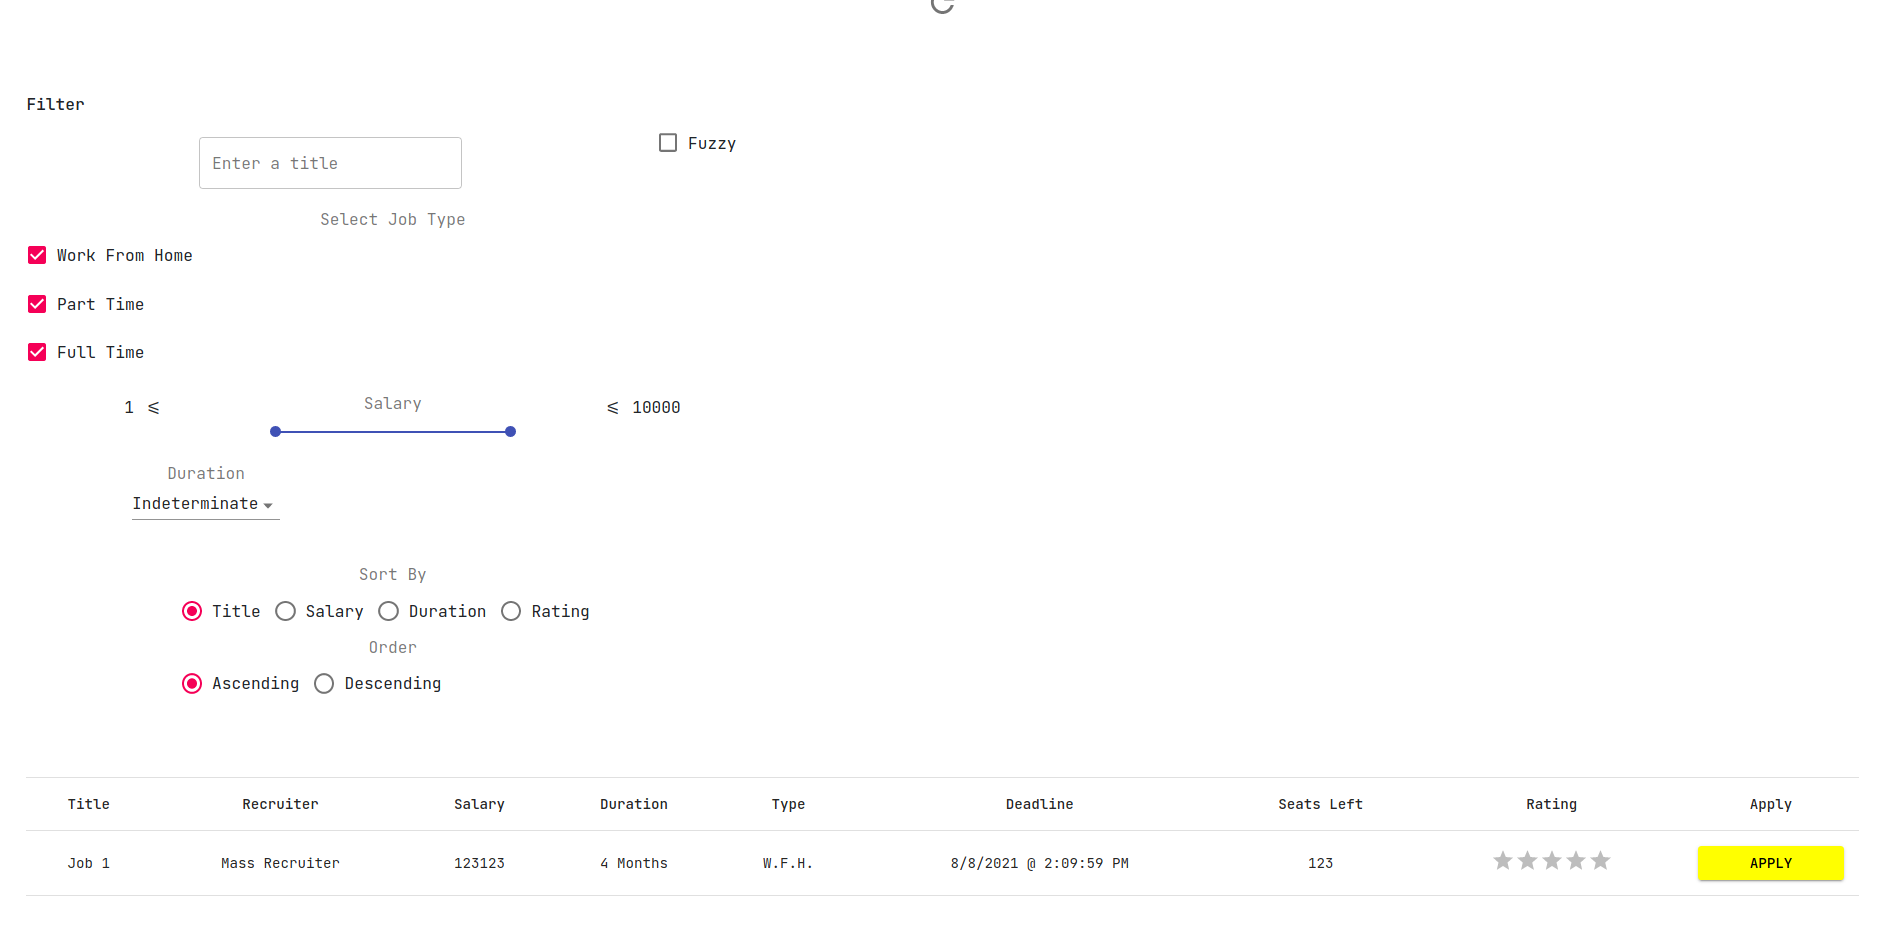 Filter
Enter a title
Fuzzy
Select Job Type
Work From Home
Part Time
Full Time
1 ⩽ Salary ⩽ 10000
Duration
Indeterminate
Sort By
Title Salary Duration Rating
Order
Ascending Descending
Title Recruiter Salary Duration Type Deadline Seats Left Rating Apply
Job 1 Mass Recruiter 123123 4 Months W.F.H. 8/8/2021 @ 2:09:59 PM 123 APPLY